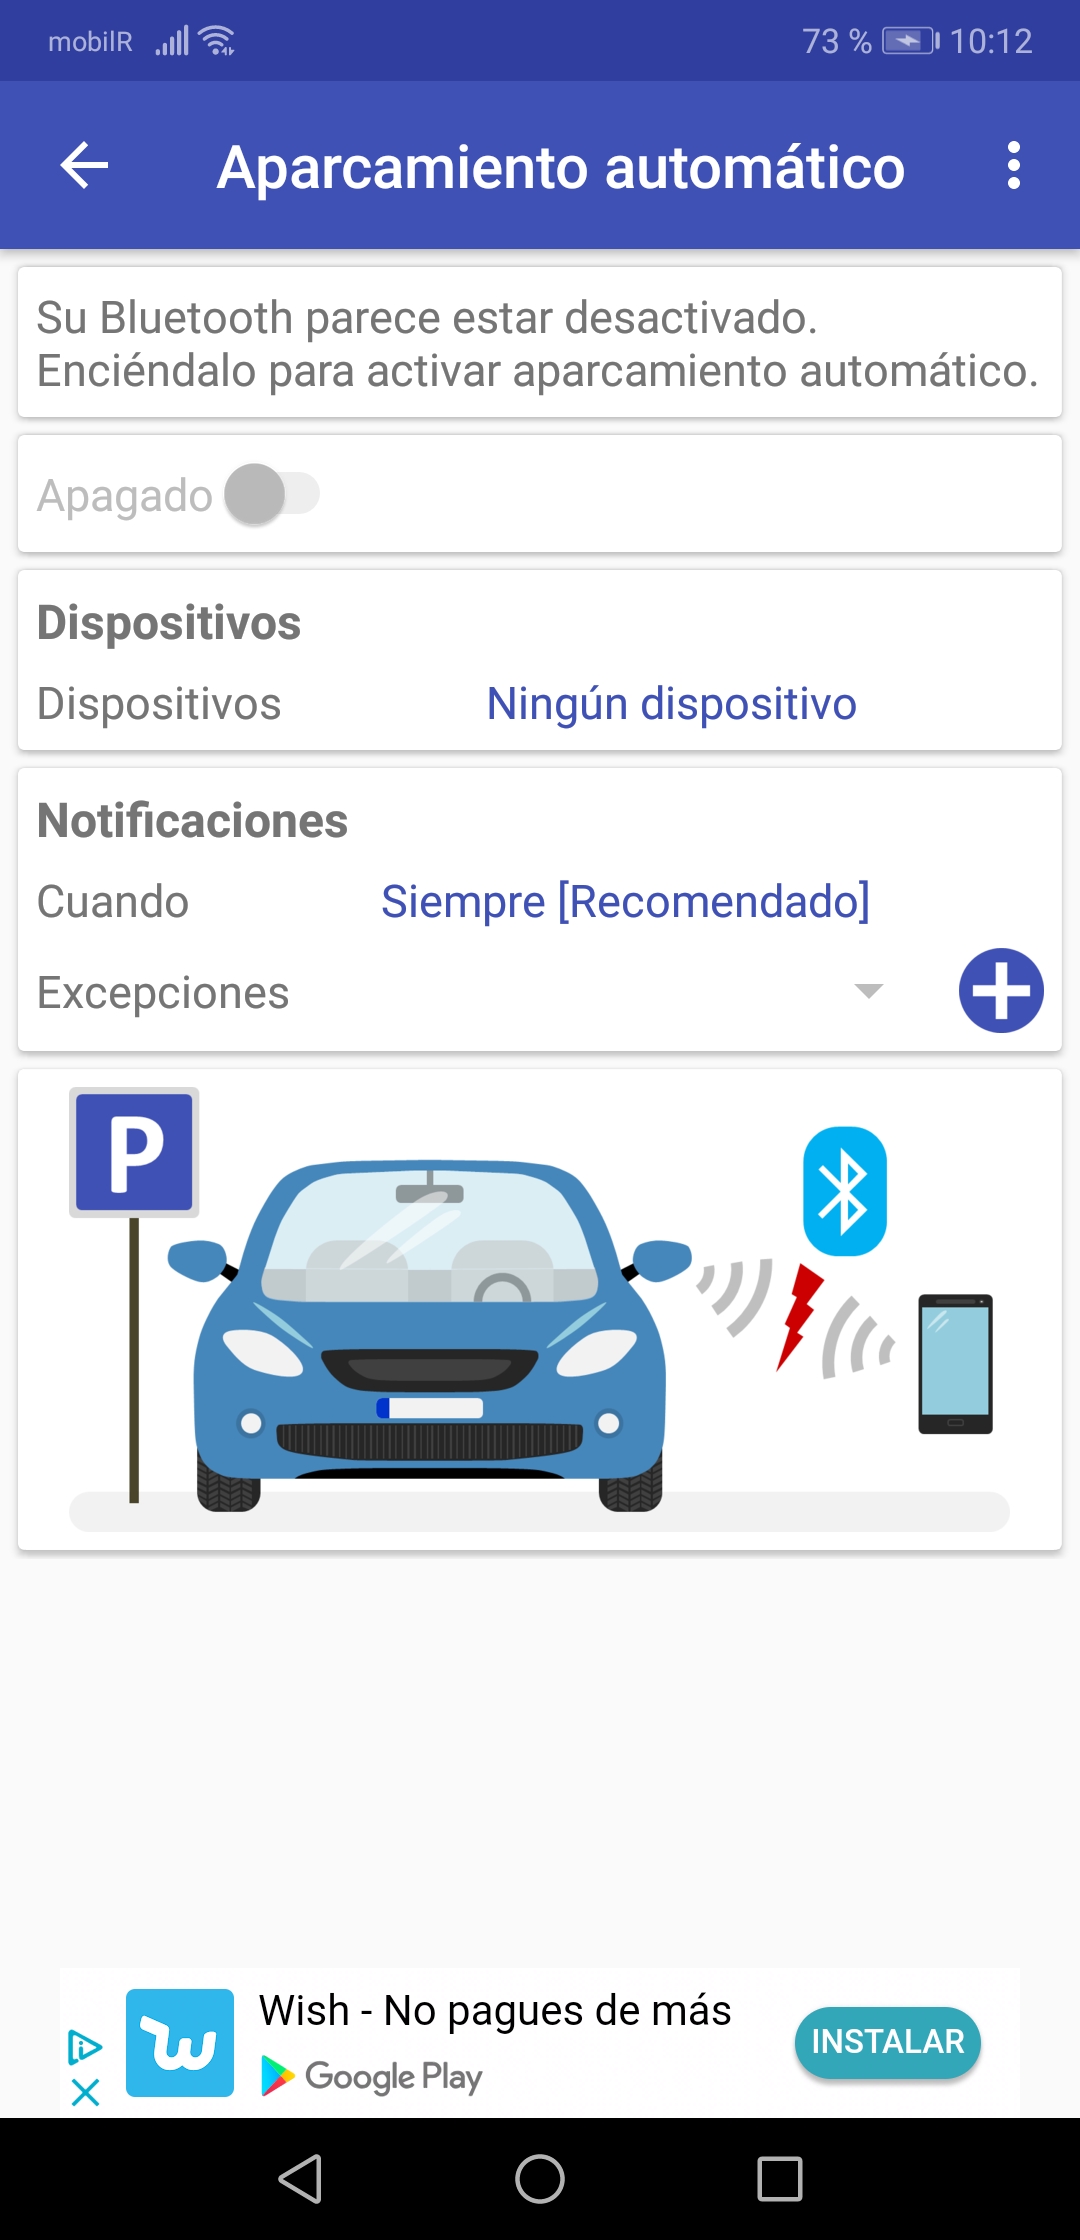 mobilR 73 % 10:12
Aparcamiento automático
Su Bluetooth parece estar desactivado.
Enciéndalo para activar aparcamiento automático.
Apagado
Dispositivos
Dispositivos Ningún dispositivo
Notificaciones
Cuando Siempre [Recomendado]
Excepciones
P
Wish - No pagues de más
Google Play
INSTALAR